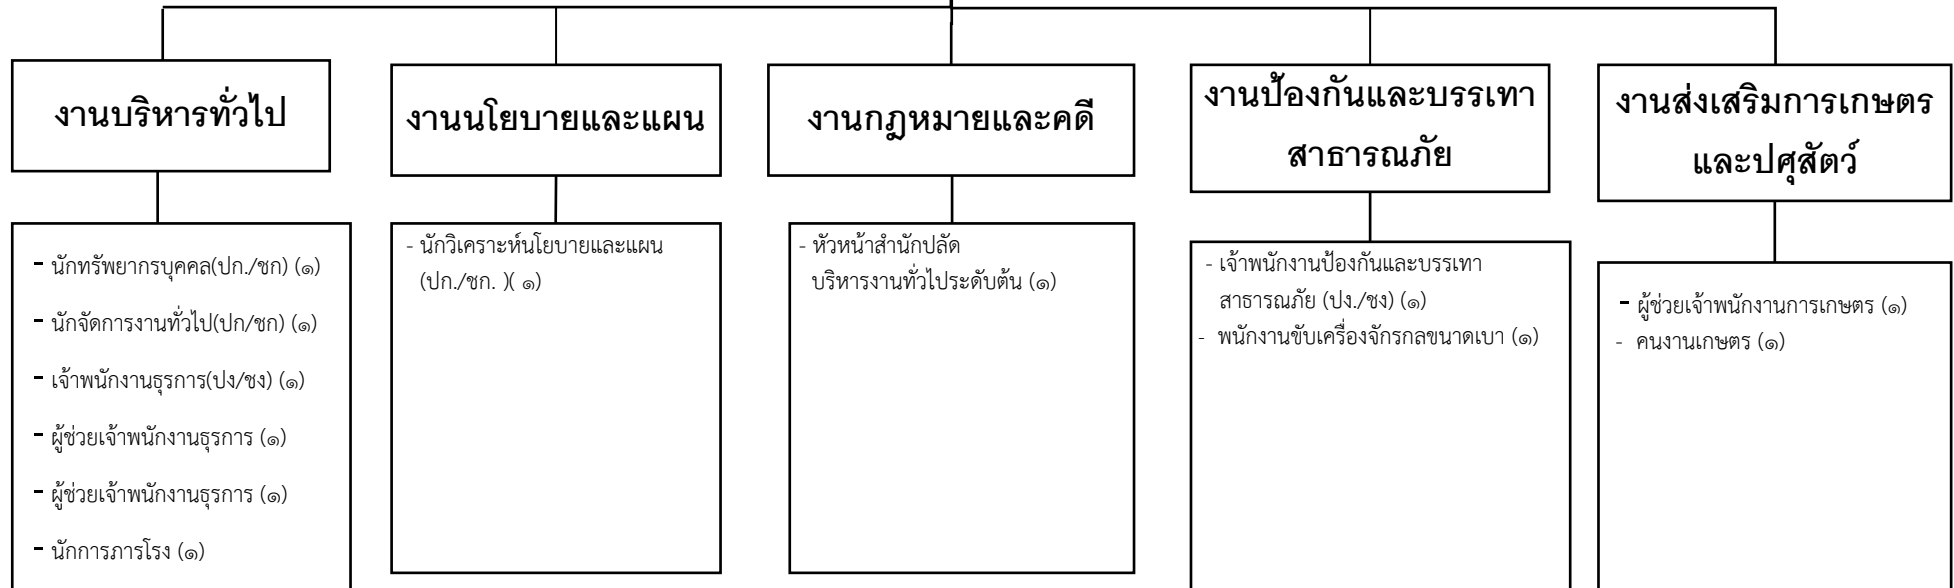 งานบริหารทั่วไป
- นักทรัพยากรบุคคล(ปก./ชก) (๑)
- นักจัดการงานทั่วไป(ปก/ชก) (๑)
- เจ้าพนักงานธุรการ(ปง/ชง) (๑)
- ผู้ช่วยเจ้าพนักงานธุรการ (๑)
- ผู้ช่วยเจ้าพนักงานธุรการ (๑)
- นักการภารโรง (๑)
งานนโยบายและแผน
- นักวิเคราะห์นโยบายและแผน
(ปก./ชก. )( ๑)
งานกฎหมายและคดี
- หัวหน้าสำนักปลัด
บริหารงานทั่วไประดับต้น (๑)
งานป้องกันและบรรเทา
สาธารณภัย
- เจ้าพนักงานป้องกันและบรรเทา
สาธารณภัย (ปง./ชง) (๑)
- พนักงานขับเครื่องจักรกลขนาดเบา (๑)
งานส่งเสริมการเกษตร
และปศุสัตว์
- ผู้ช่วยเจ้าพนักงานการเกษตร (๑)
- คนงานเกษตร (๑)